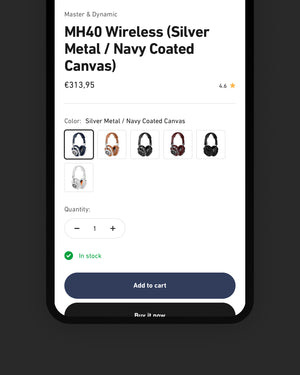 Master & Dynamic
MH40 Wireless (Silver
Metal / Navy Coated
Canvas)
€313,95
4.6
Color: Silver Metal / Navy Coated Canvas
Quantity:
1
In stock
Add to cart
Buy it now